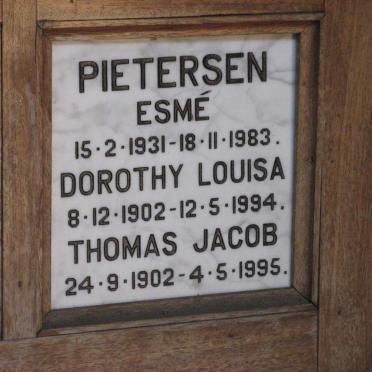 PIETERSEN
ESMÉ
15·2·1931-18·11·1983.
DOROTHY LOUISA
8·12·1902-12·5·1994.
THOMAS JACOB
24·9·1902-4·5·1995.